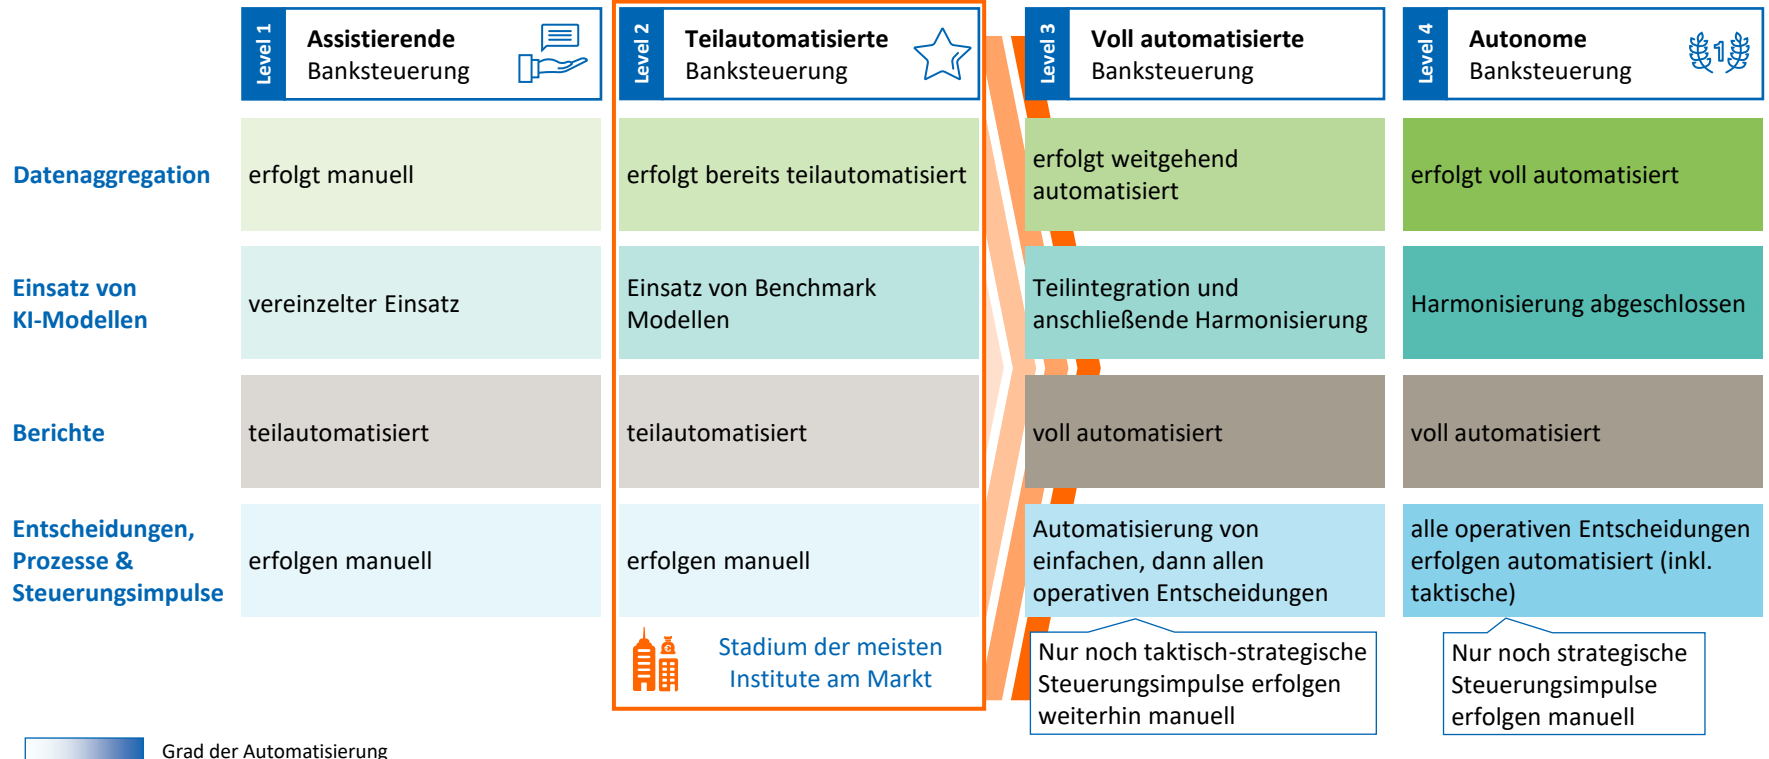 Level 1
Assistierende
Banksteuerung
Level 2
Teilautomatisierte
Banksteuerung
Level 3
Voll automatisierte
Banksteuerung
Level 4
Autonome
Banksteuerung
1
Datenaggregation
erfolgt manuell
erfolgt bereits teilautomatisiert
erfolgt weitgehend
automatisiert
erfolgt voll automatisiert
Einsatz von
KI-Modellen
vereinzelter Einsatz
Einsatz von Benchmark
Modellen
Teilintegration und
anschließende Harmonisierung
Harmonisierung abgeschlossen
Berichte
teilautomatisiert
teilautomatisiert
voll automatisiert
voll automatisiert
Entscheidungen,
Prozesse &
Steuerungsimpulse
erfolgen manuell
erfolgen manuell
Automatisierung von
einfachen, dann allen
operativen Entscheidungen
alle operativen Entscheidungen
erfolgen automatisiert (inkl.
taktische)
€
Stadium der meisten
Institute am Markt
Nur noch taktisch-strategische
Steuerungsimpulse erfolgen
weiterhin manuell
Nur noch strategische
Steuerungsimpulse
erfolgen manuell
Grad der Automatisierung